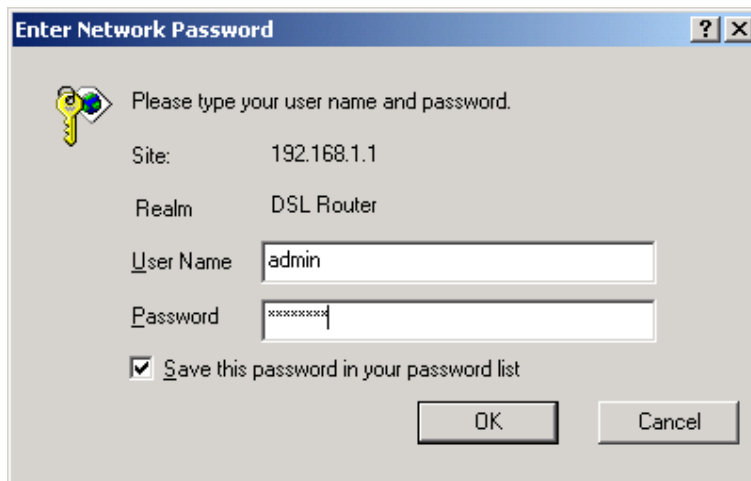 Enter Network Password
Please type your user name and password.
Site: 192.168.1.1
Realm DSL Router
User Name admin
Password ********
Save this password in your password list
OK Cancel